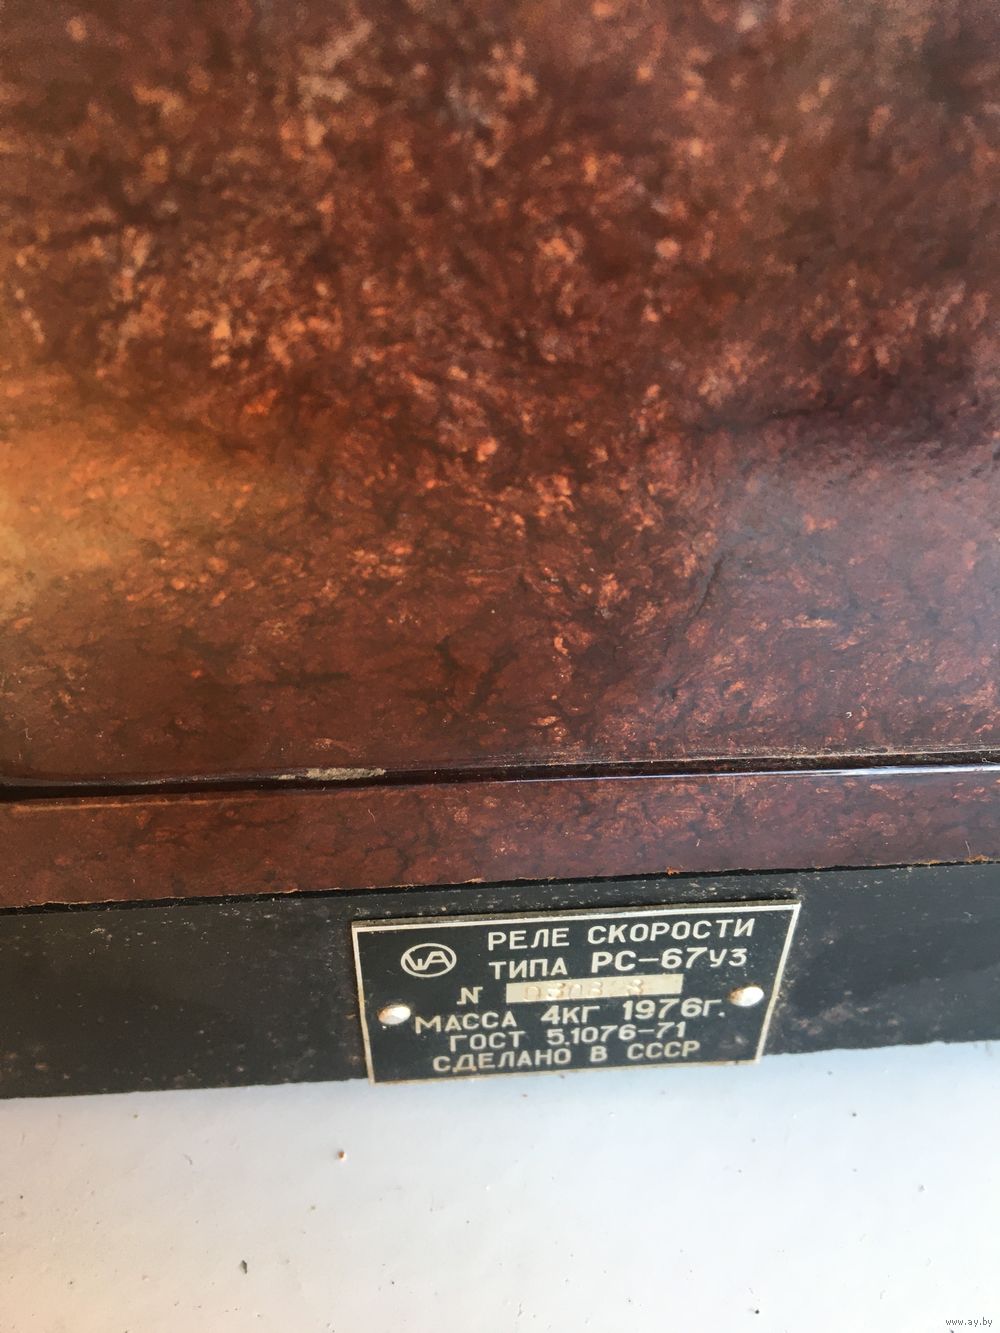 РЕЛЕ СКОРОСТИ
ТИПА РС-67У3
N
МАССА 4КГ 1976Г.
ГОСТ 5.1076-71
СДЕЛАНО В СССР
www.ay.by